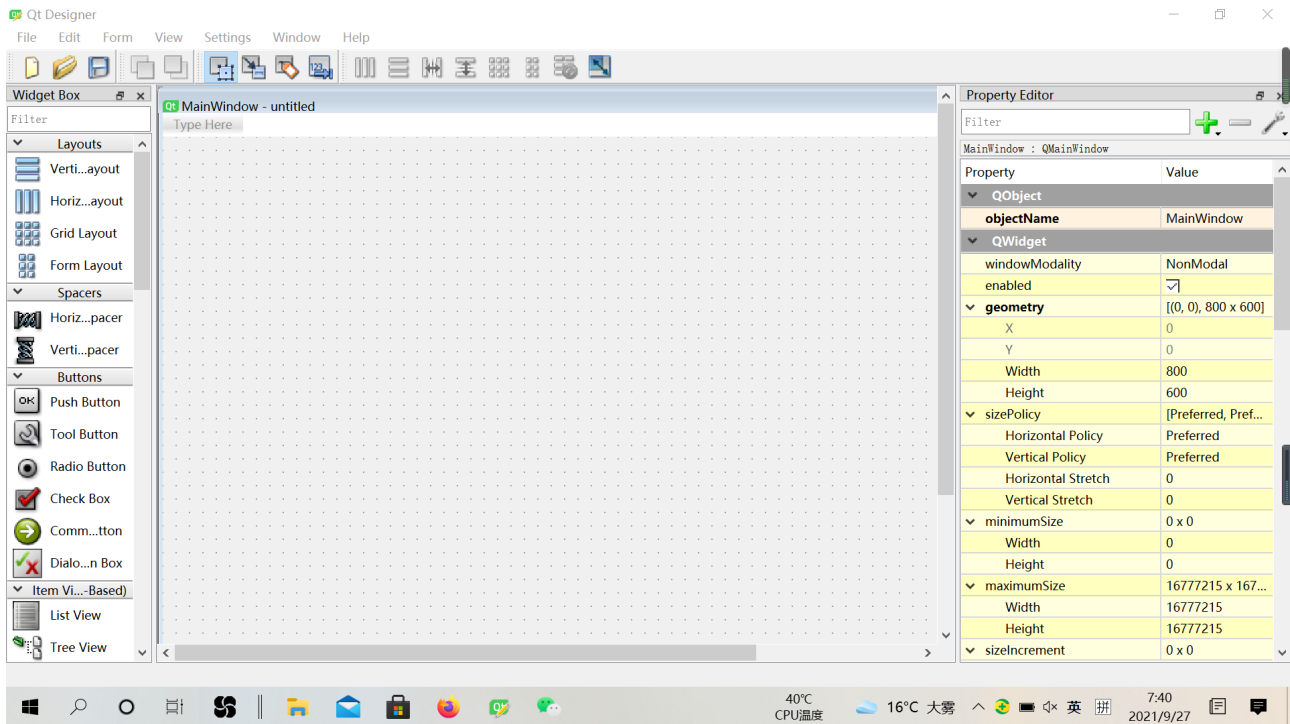 Qt Designer
File Edit Form View Settings Window Help
Widget Box
Filter
Layouts
Verti...ayout
Horiz...ayout
Grid Layout
Form Layout
Spacers
Horiz...pacer
Verti...pacer
Buttons
OK Push Button
Tool Button
Radio Button
Check Box
Comm...tton
Dialo...n Box
Item Vi...-Based)
List View
Tree View
Qt MainWindow - untitled
Type Here
Property Editor
Filter
MainWindow : QMainWindow
Property Value
QObject
objectName MainWindow
QWidget
windowModality NonModal
enabled
geometry [(0, 0), 800 x 600]
X 0
Y 0
Width 800
Height 600
sizePolicy [Preferred, Pref...
Horizontal Policy Preferred
Vertical Policy Preferred
Horizontal Stretch 0
Vertical Stretch 0
minimumSize 0 x 0
Width 0
Height 0
maximumSize 16777215 x 167...
Width 16777215
Height 16777215
sizeIncrement 0 x 0
40°C
CPU温度
16°C 大雾
英
拼
7:40
2021/9/27